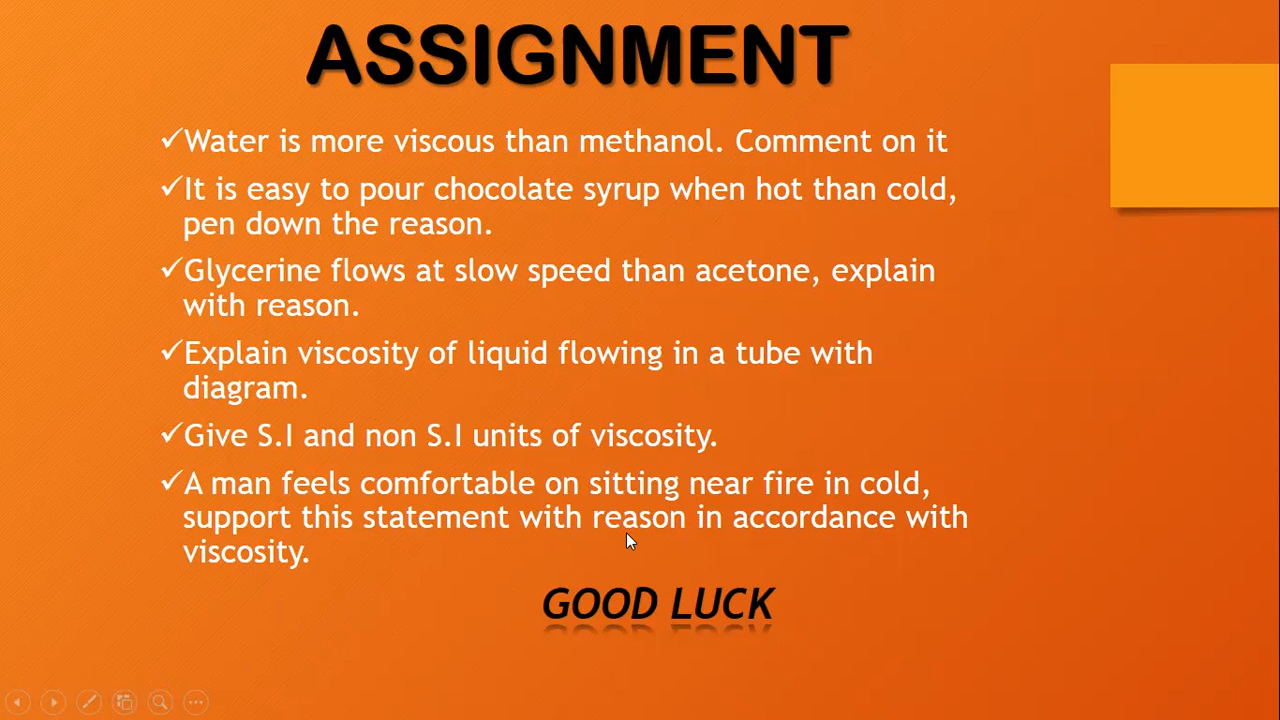 ASSIGNMENT
✓Water is more viscous than methanol. Comment on it
✓It is easy to pour chocolate syrup when hot than cold,
pen down the reason.
✓Glycerine flows at slow speed than acetone, explain
with reason.
✓Explain viscosity of liquid flowing in a tube with
diagram.
✓Give S.I and non S.I units of viscosity.
✓A man feels comfortable on sitting near fire in cold,
support this statement with reason in accordance with
viscosity.
GOOD LUCK